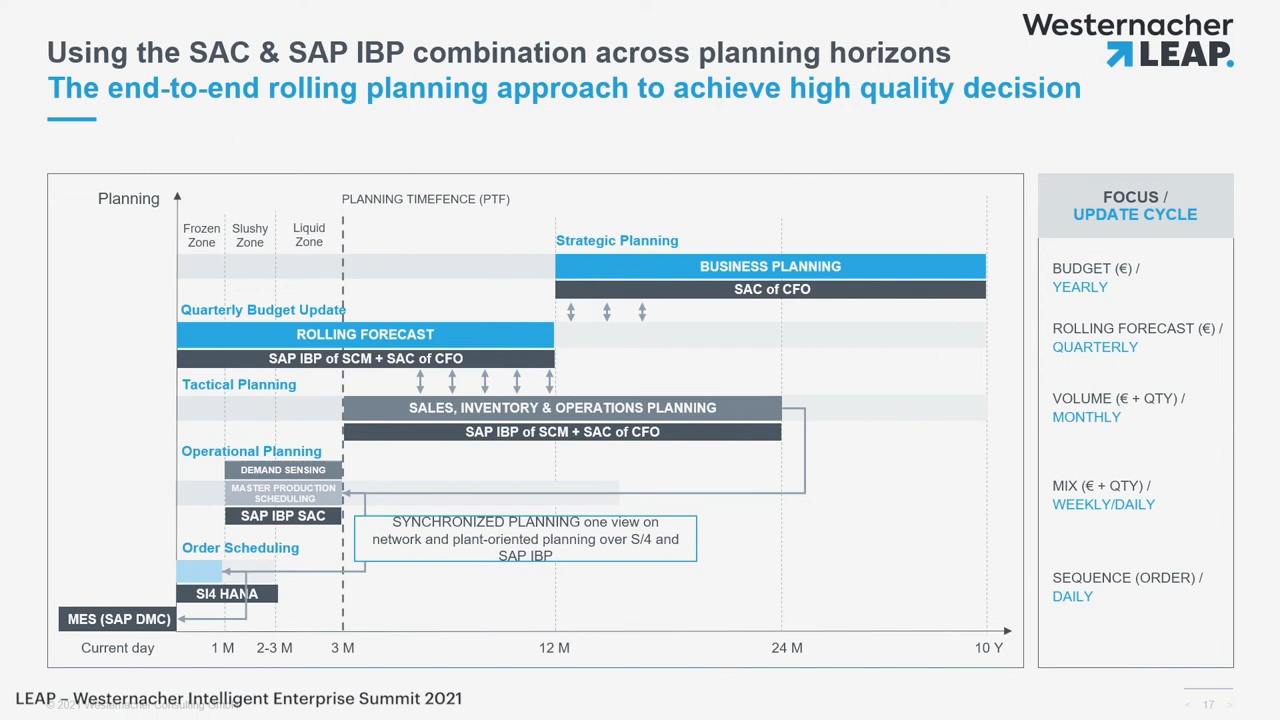 Westernacher
LEAP.
Using the SAC & SAP IBP combination across planning horizons
The end-to-end rolling planning approach to achieve high quality decision
Planning
PLANNING TIMEFENCE (PTF)
Frozen
Zone
Slushy
Zone
Liquid
Zone
Strategic Planning
BUSINESS PLANNING
SAC of CFO
Quarterly Budget Update
ROLLING FORECAST
SAP IBP of SCM + SAC of CFO
Tactical Planning
SALES, INVENTORY & OPERATIONS PLANNING
SAP IBP of SCM + SAC of CFO
Operational Planning
DEMAND SENSING
MASTER PRODUCTION
SCHEDULING
SAP IBP SAC
SYNCHRONIZED PLANNING one view on
network and plant-oriented planning over S/4 and
SAP IBP
Order Scheduling
SI4 HANA
MES (SAP DMC)
Current day
1 M
2-3 M
3 M
12 M
24 M
10 Y
FOCUS /
UPDATE CYCLE
BUDGET (€) /
YEARLY
ROLLING FORECAST (€) /
QUARTERLY
VOLUME (€ + QTY) /
MONTHLY
MIX (€ + QTY) /
WEEKLY/DAILY
SEQUENCE (ORDER) /
DAILY
LEAP – Westernacher Intelligent Enterprise Summit 2021
© 2021 Westernacher Consulting GmbH
< 17 >